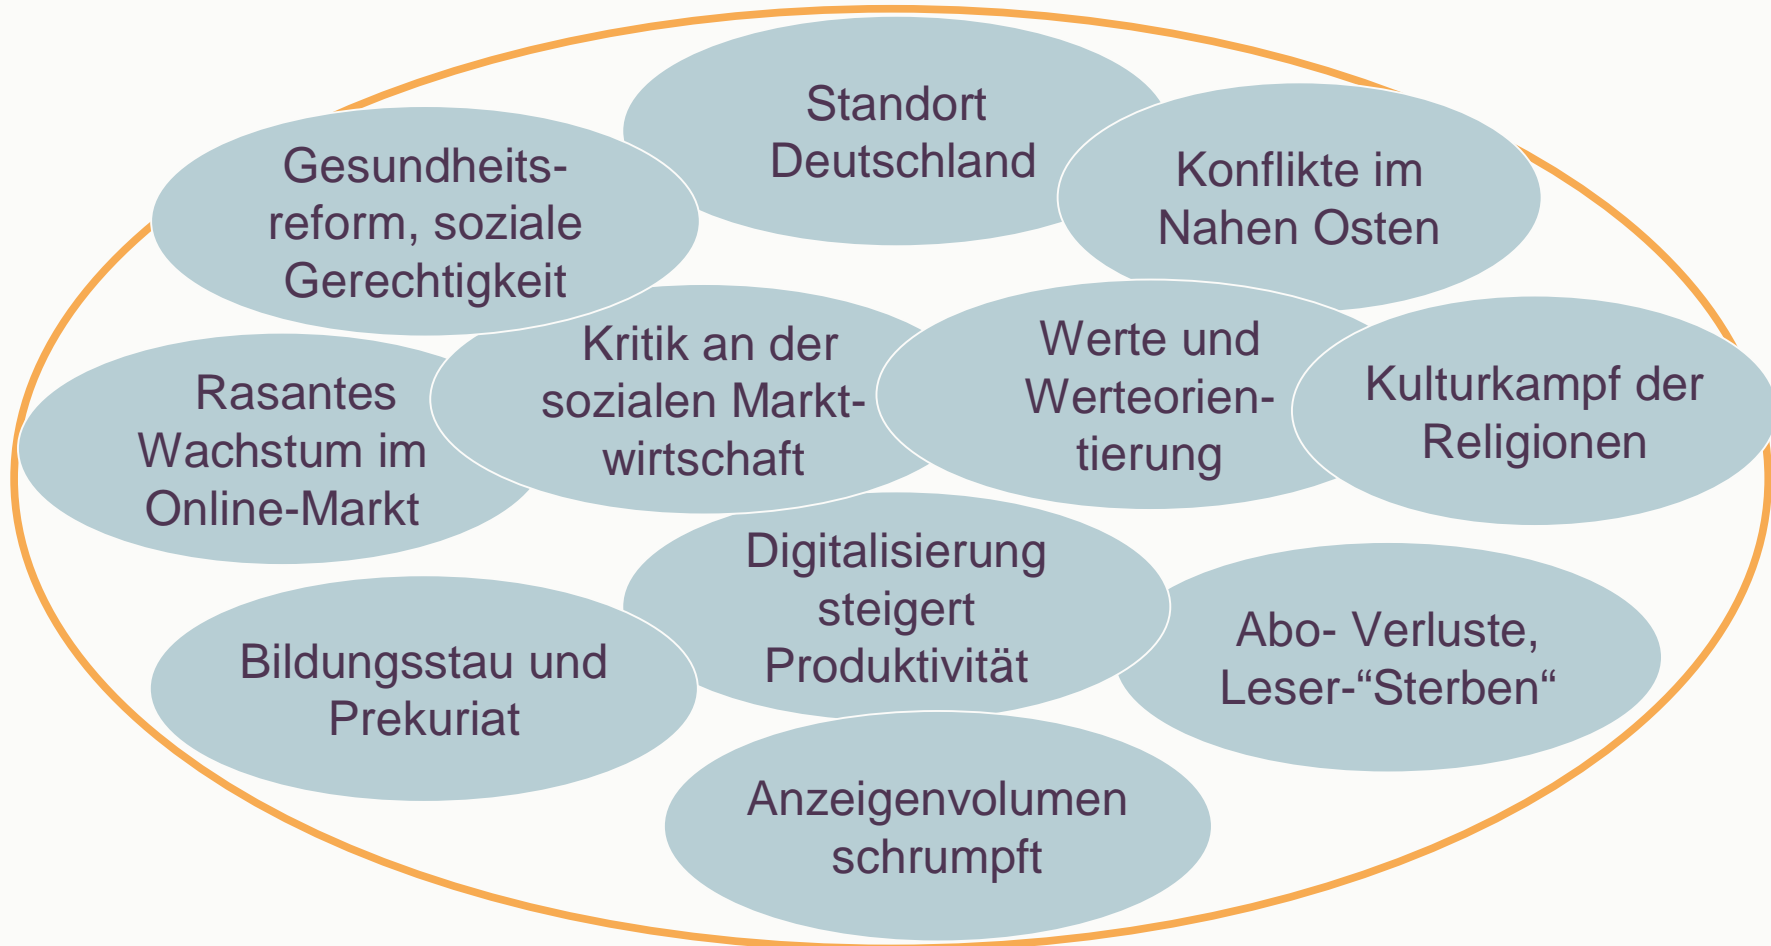 Standort
Deutschland
Gesundheits-
reform, soziale
Gerechtigkeit
Konflikte im
Nahen Osten
Kritik an der
sozialen Markt-
wirtschaft
Werte und
Werteorien-
tierung
Kulturkampf der
Religionen
Rasantes
Wachstum im
Online-Markt
Digitalisierung
steigert
Produktivität
Abo- Verluste,
Leser-“Sterben“
Bildungsstau und
Prekuriat
Anzeigenvolumen
schrumpft